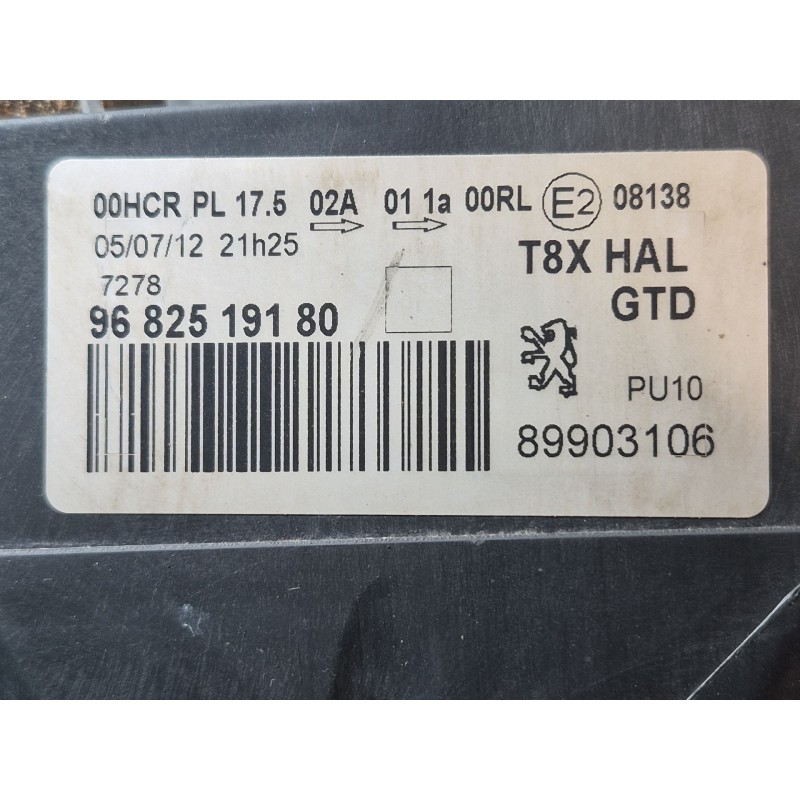 00HCR PL 17.5 02A 01 1a 00RL E2 08138
05/07/12 21h25
T8X HAL
7278
GTD
96 825 191 80
PU10
89903106